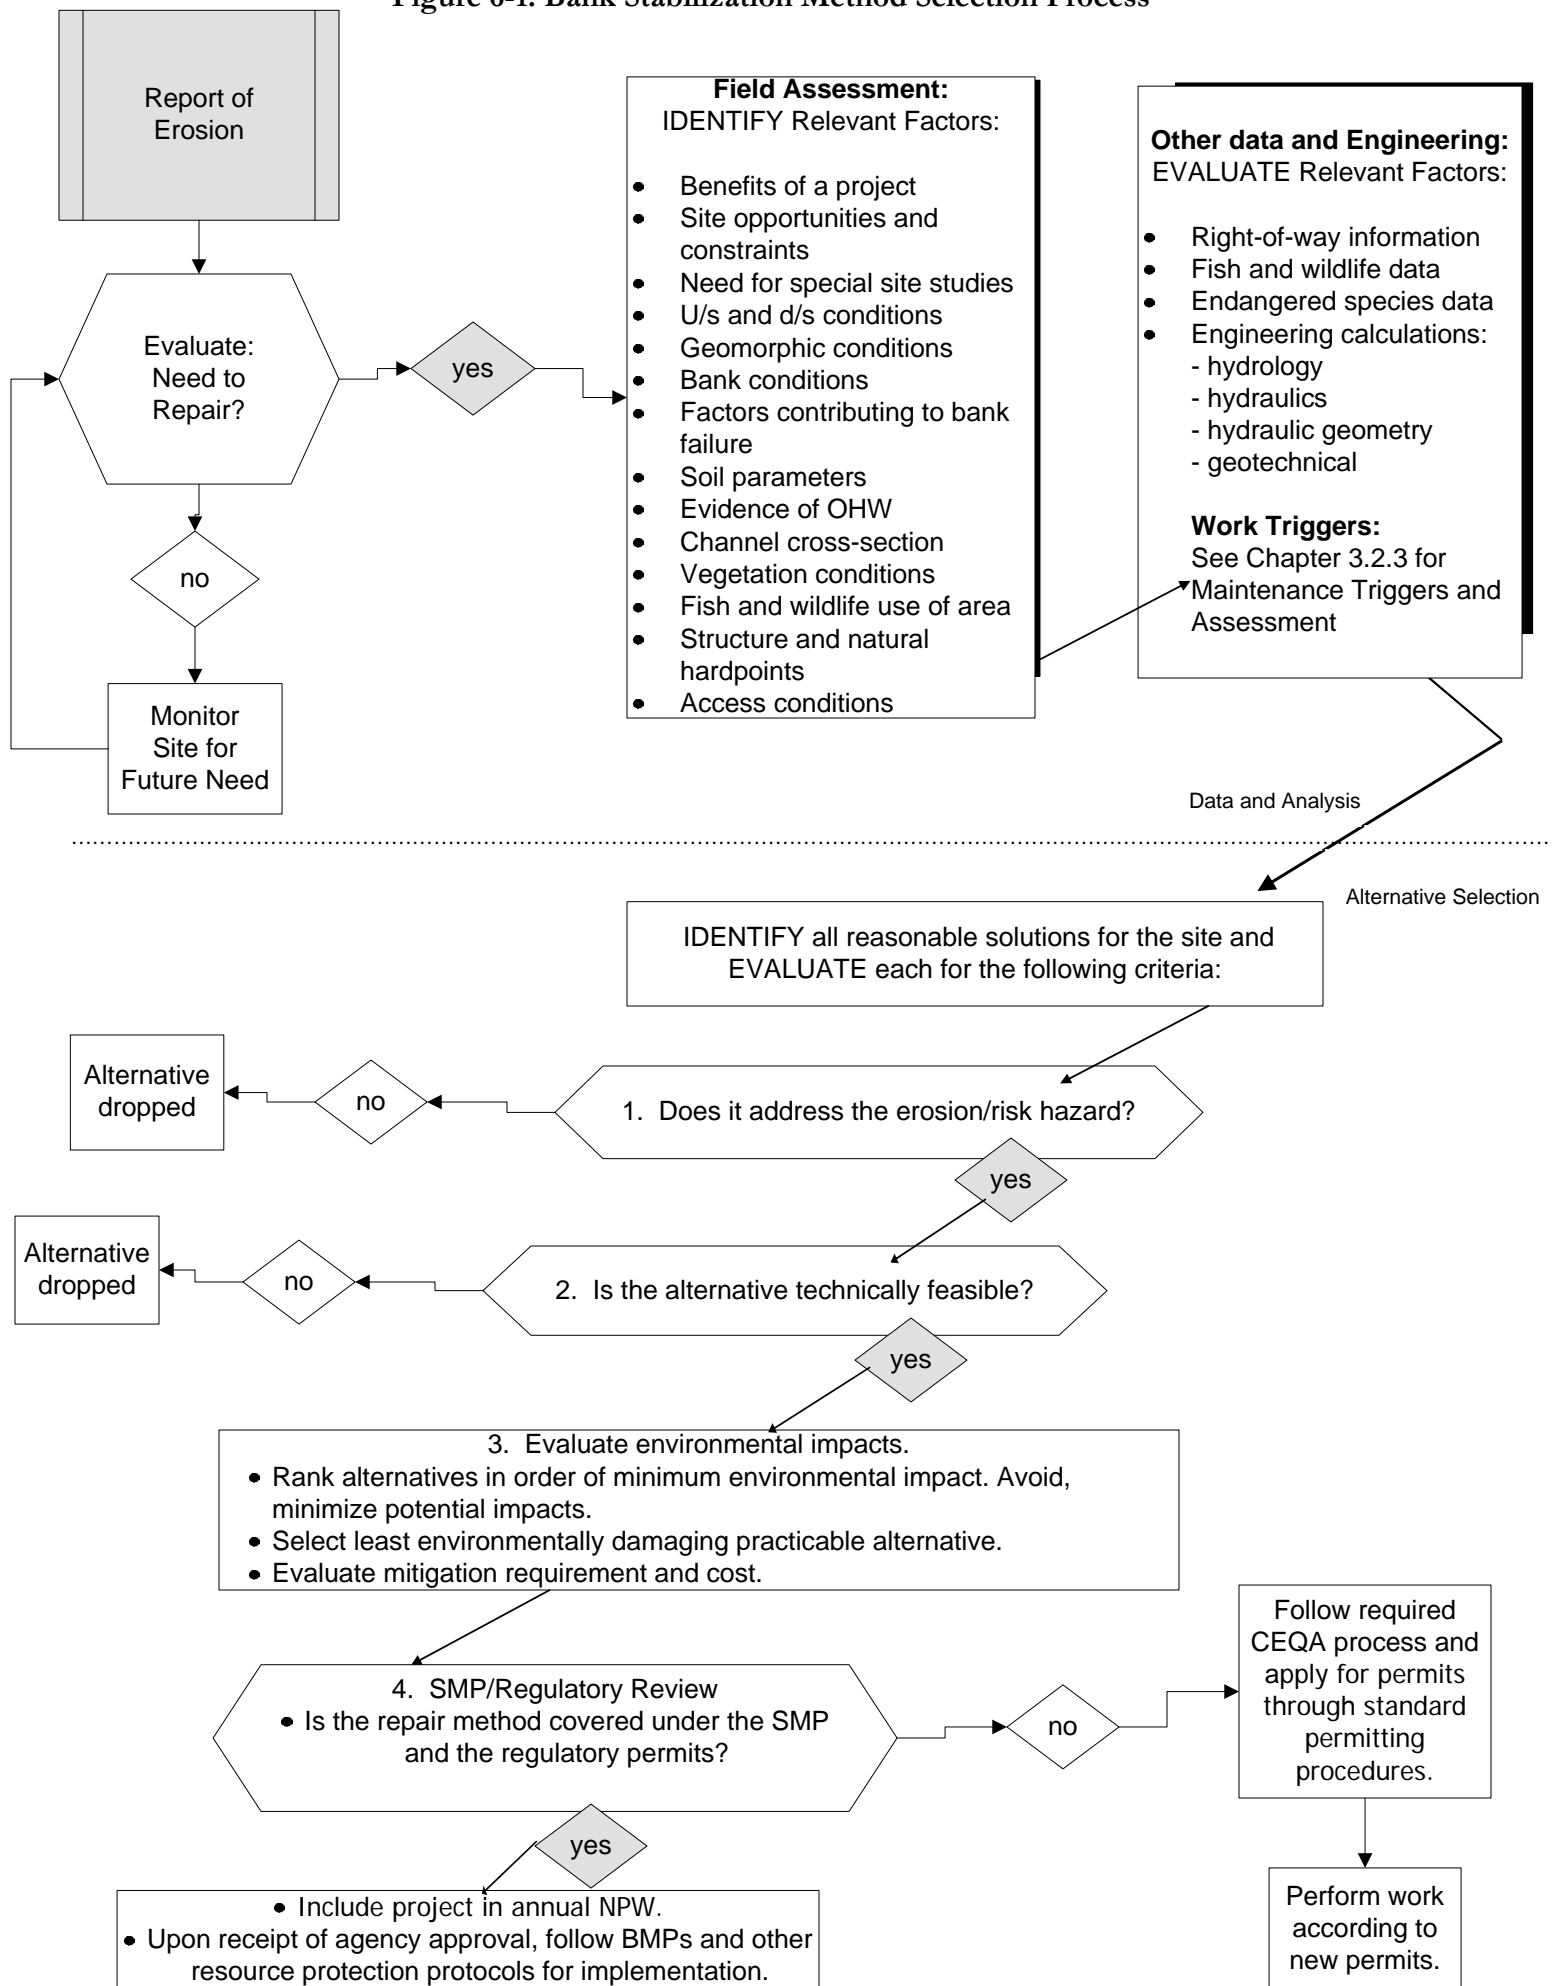 Figure 6-1. Bank Stabilization Method Selection Process
Report of
Erosion
Evaluate:
Need to
Repair?
yes
no
Monitor
Site for
Future Need
Field Assessment:
IDENTIFY Relevant Factors:
• Benefits of a project
• Site opportunities and
constraints
• Need for special site studies
• U/s and d/s conditions
• Geomorphic conditions
• Bank conditions
• Factors contributing to bank
failure
• Soil parameters
• Evidence of OHW
• Channel cross-section
• Vegetation conditions
• Fish and wildlife use of area
• Structure and natural
hardpoints
• Access conditions
Other data and Engineering:
EVALUATE Relevant Factors:
• Right-of-way information
• Fish and wildlife data
• Endangered species data
• Engineering calculations:
- hydrology
- hydraulics
- hydraulic geometry
- geotechnical
Work Triggers:
See Chapter 3.2.3 for
Maintenance Triggers and
Assessment
Data and Analysis
Alternative Selection
IDENTIFY all reasonable solutions for the site and
EVALUATE each for the following criteria:
1. Does it address the erosion/risk hazard?
no
Alternative
dropped
yes
2. Is the alternative technically feasible?
no
Alternative
dropped
yes
3. Evaluate environmental impacts.
• Rank alternatives in order of minimum environmental impact. Avoid,
minimize potential impacts.
• Select least environmentally damaging practicable alternative.
• Evaluate mitigation requirement and cost.
4. SMP/Regulatory Review
• Is the repair method covered under the SMP
and the regulatory permits?
no
Follow required
CEQA process and
apply for permits
through standard
permitting
procedures.
Perform work
according to
new permits.
yes
• Include project in annual NPW.
• Upon receipt of agency approval, follow BMPs and other
resource protection protocols for implementation.